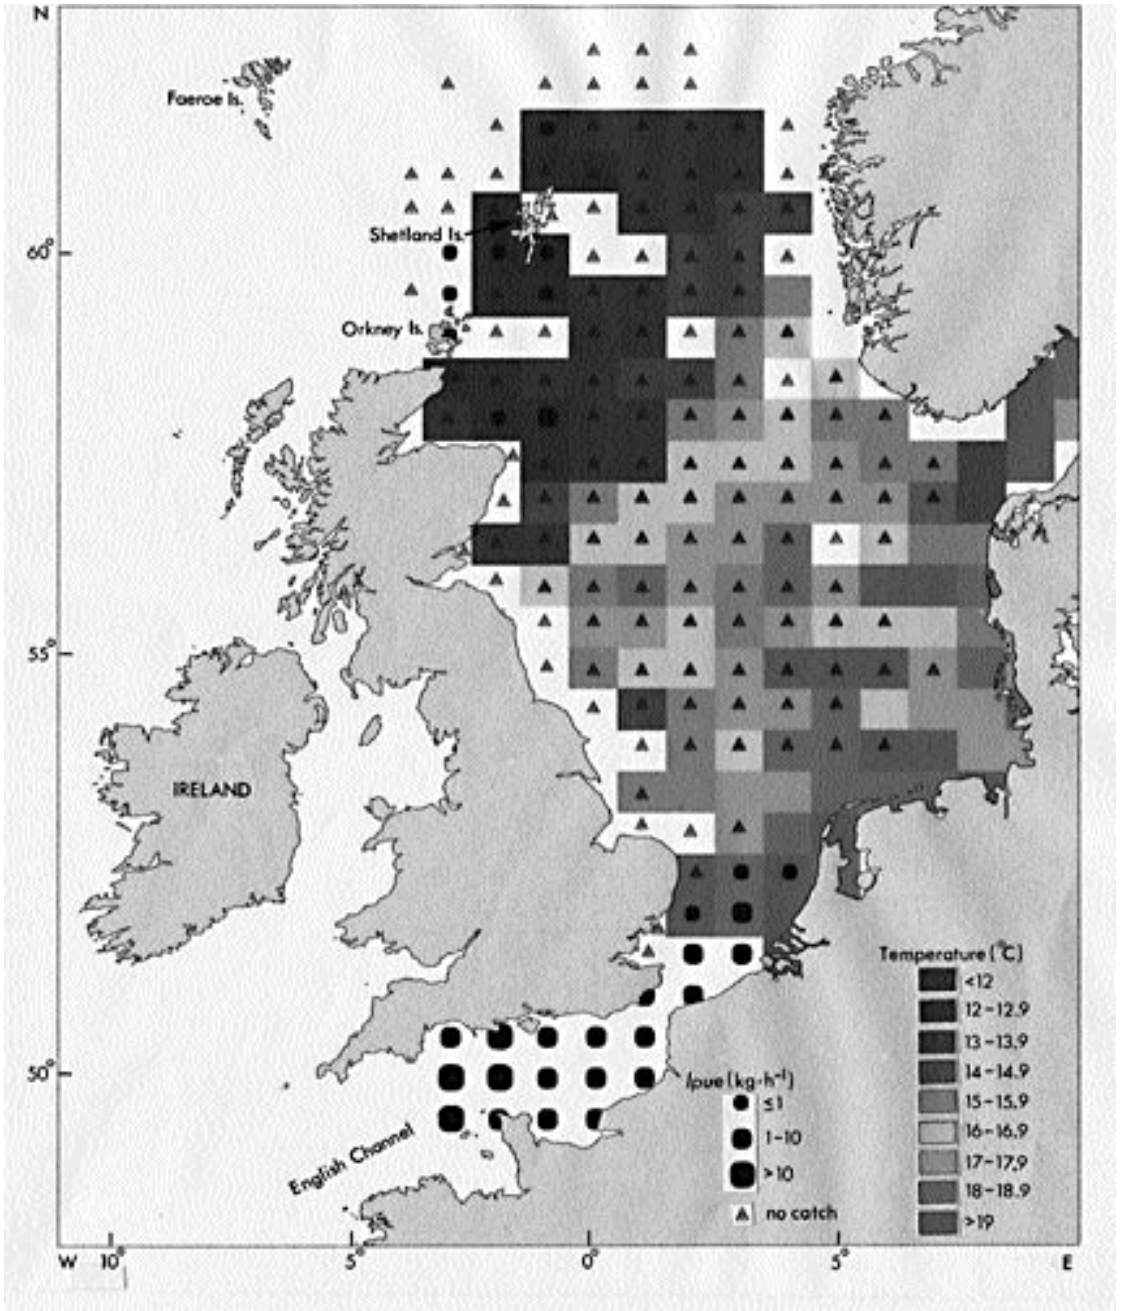 N
Faeroe Is.
Shetland Is.
60°
Orkney Is.
55°
IRELAND
Temperature (°C)
<12
12-12.9
13-13.9
14-14.9
15-15.9
16-16.9
17-17.9
18-18.9
>19
50°
lpue (kg·h⁻¹)
≤1
1-10
>10
no catch
English Channel
W 10° 5° 0° 5° E